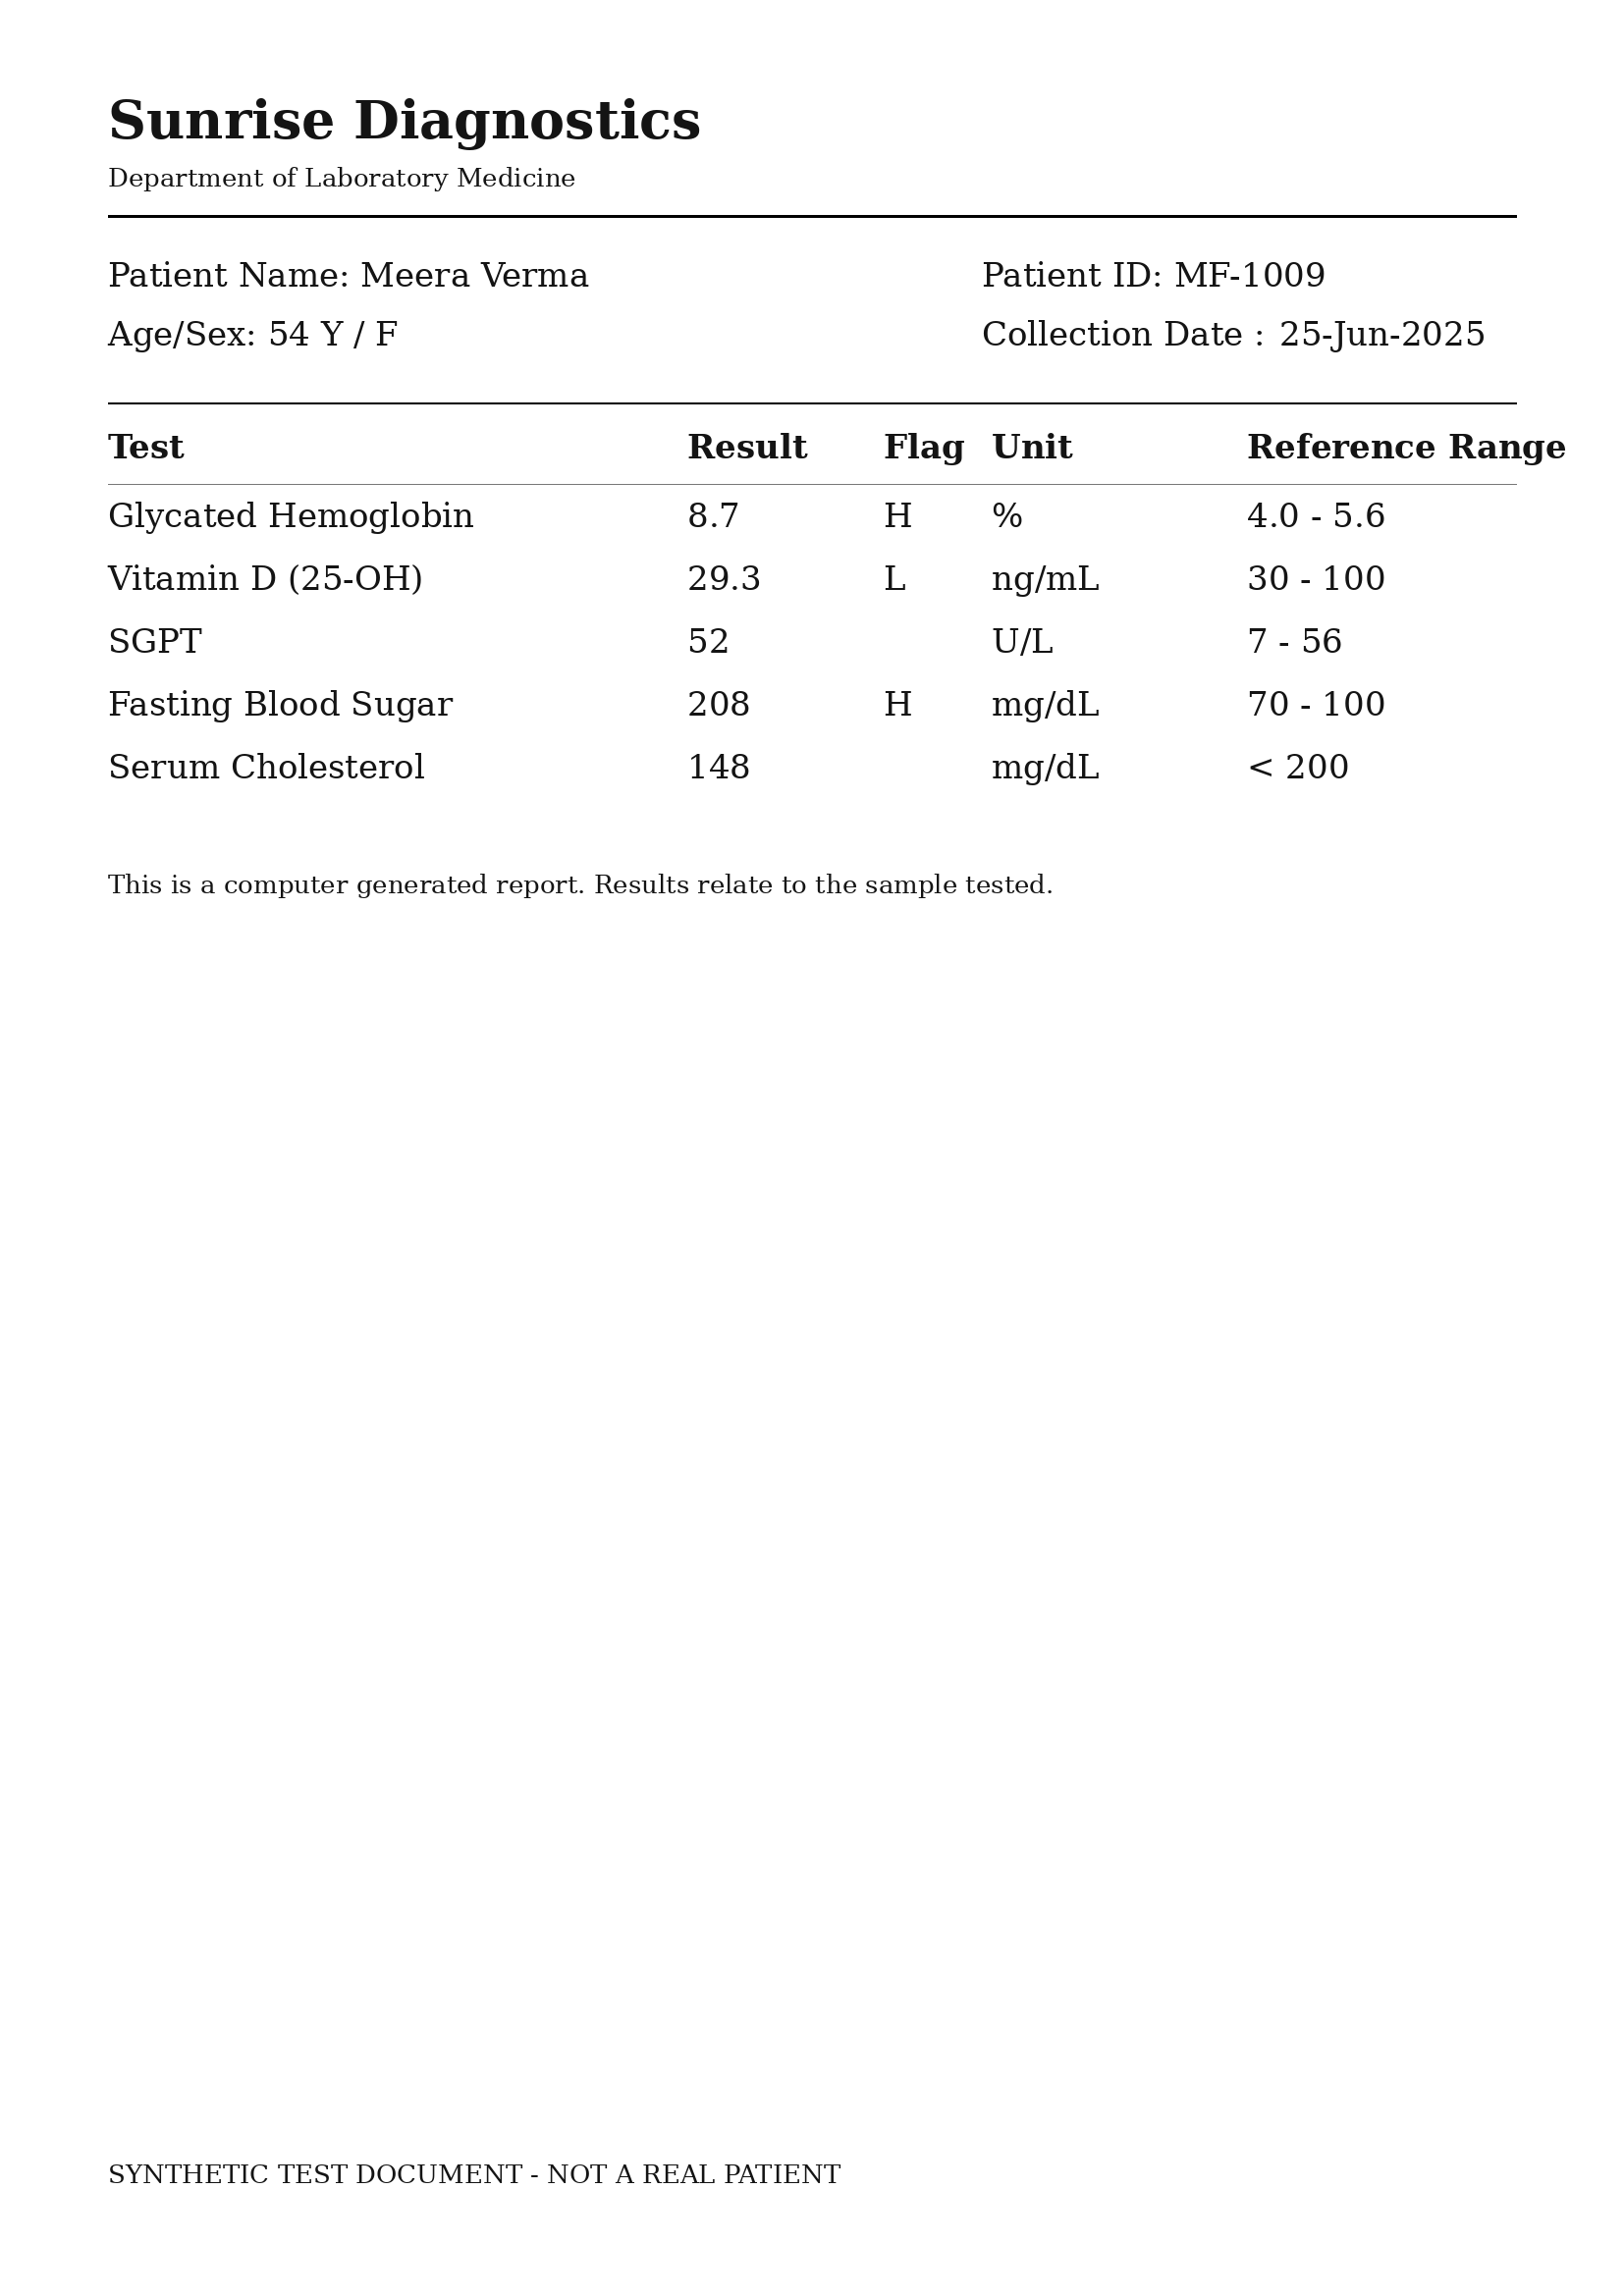 Sunrise Diagnostics
Department of Laboratory Medicine
Patient Name: Meera Verma Patient ID: MF-1009
Age/Sex: 54 Y / F Collection Date : 25-Jun-2025
Test Result Flag Unit Reference Range
Glycated Hemoglobin 8.7 H % 4.0 - 5.6
Vitamin D (25-OH) 29.3 L ng/mL 30 - 100
SGPT 52 U/L 7 - 56
Fasting Blood Sugar 208 H mg/dL 70 - 100
Serum Cholesterol 148 mg/dL < 200
This is a computer generated report. Results relate to the sample tested.
SYNTHETIC TEST DOCUMENT - NOT A REAL PATIENT